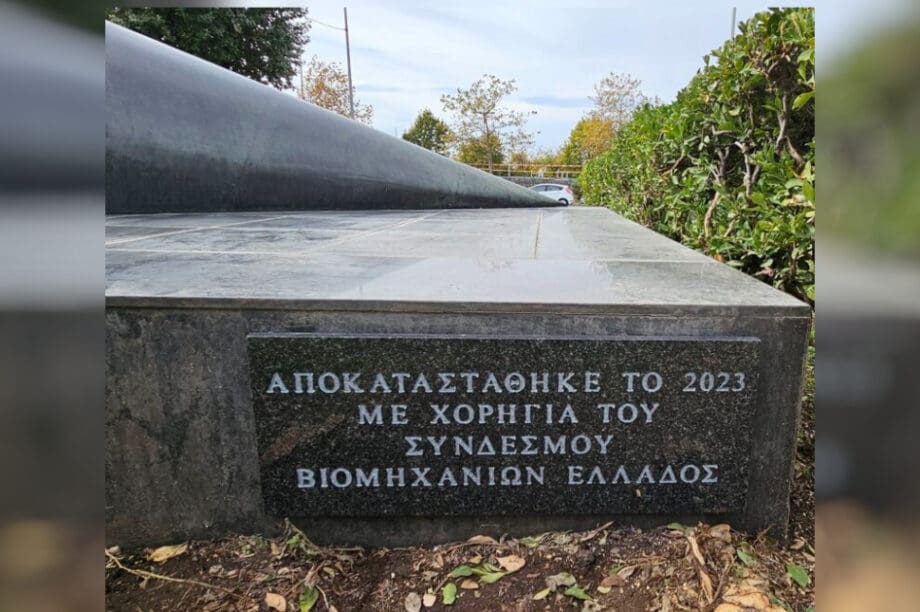 ΑΠΟΚΑΤΑΣΤΑΘΗΚΕ ΤΟ 2023
ΜΕ ΧΟΡΗΓΙΑ ΤΟΥ
ΣΥΝΔΕΣΜΟΥ
ΒΙΟΜΗΧΑΝΙΩΝ ΕΛΛΑΔΟΣ